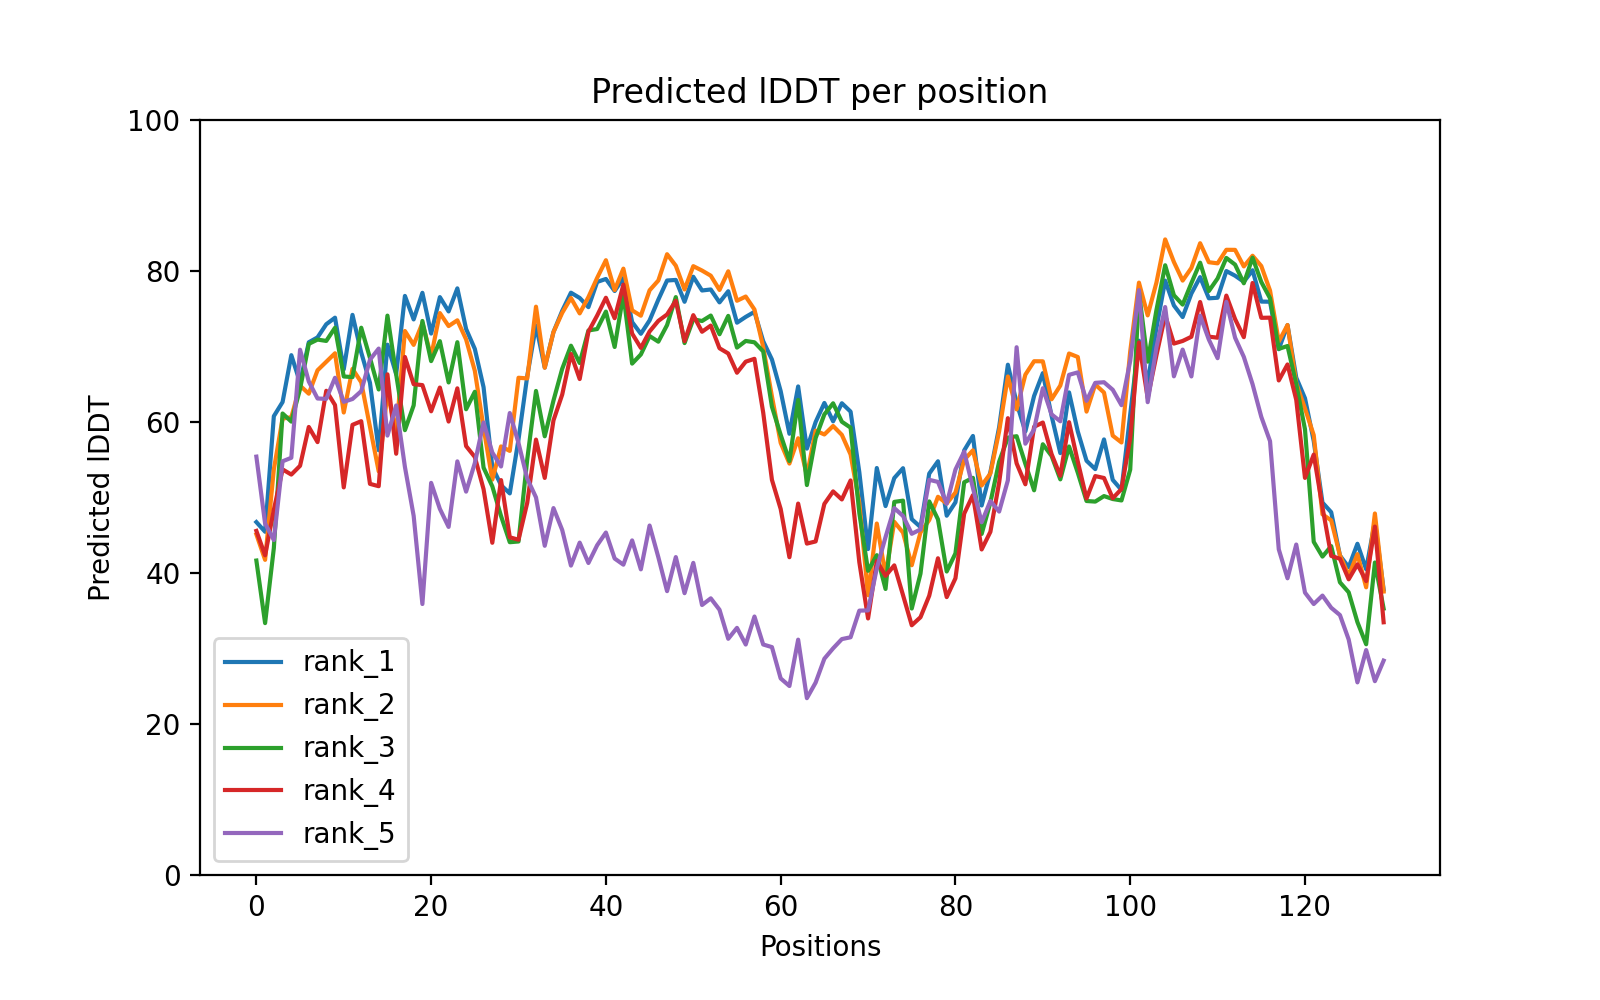 Predicted lDDT per position
100
80
60
40
20
0
Predicted lDDT
rank_1
rank_2
rank_3
rank_4
rank_5
0 20 40 60 80 100 120
Positions